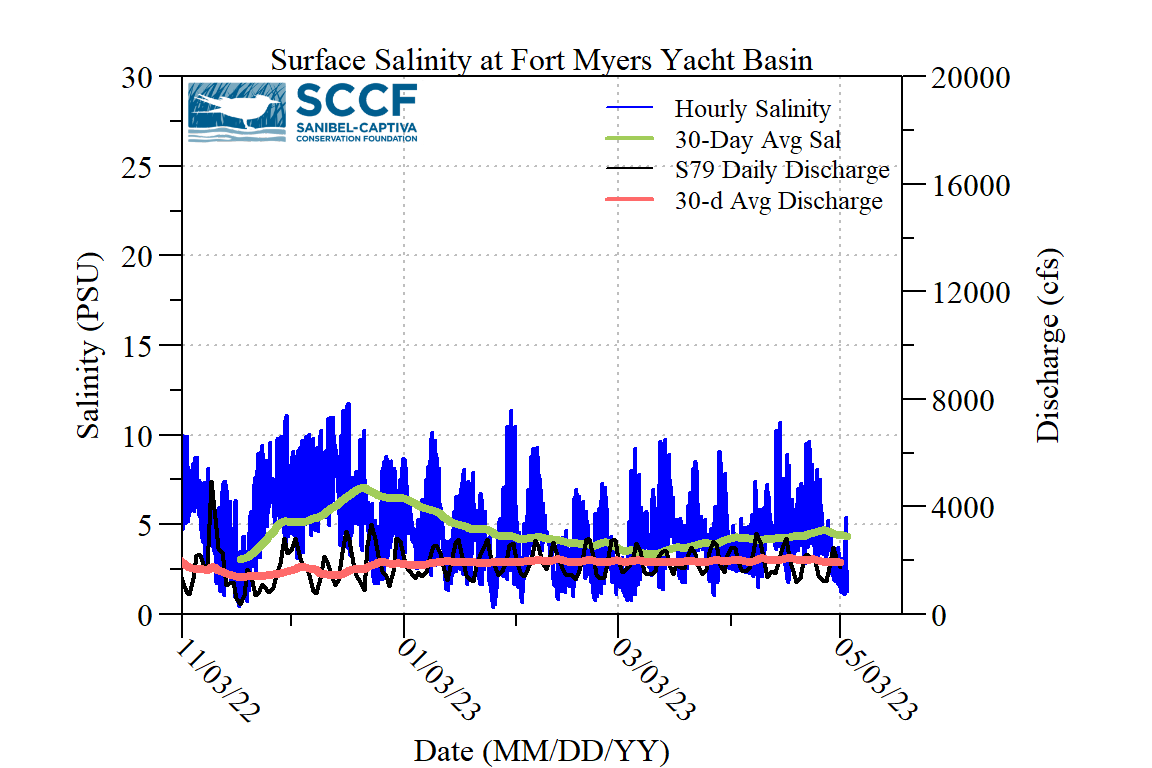 Surface Salinity at Fort Myers Yacht Basin
SCCF
SANIBEL-CAPTIVA
CONSERVATION FOUNDATION
Hourly Salinity
30-Day Avg Sal
S79 Daily Discharge
30-d Avg Discharge
30
25
20
15
10
5
0
Salinity (PSU)
20000
16000
12000
8000
4000
0
Discharge (cfs)
11/03/22
01/03/23
03/03/23
05/03/23
Date (MM/DD/YY)